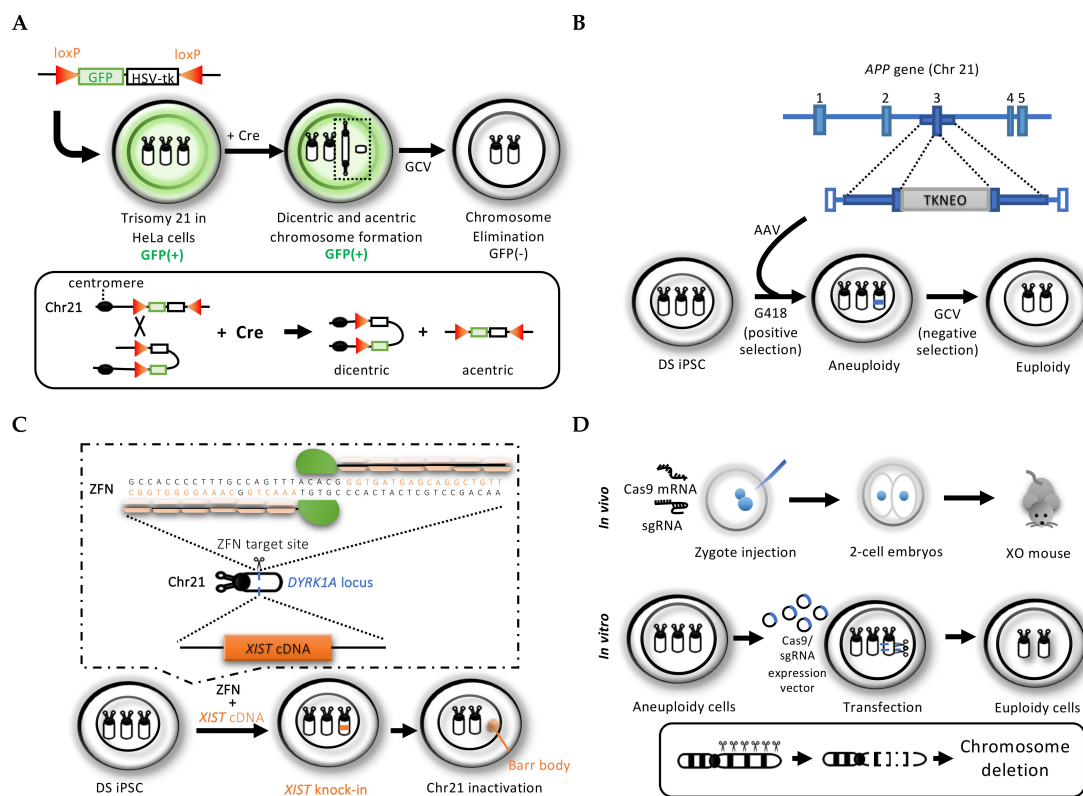 A
loxP
loxP
GFP
HSV-tk
+ Cre
GCV
Trisomy 21 in
HeLa cells
GFP(+)
Dicentric and acentric
chromosome formation
GFP(+)
Chromosome
Elimination
GFP(-)
centromere
Chr21
+ Cre
+
dicentric
acentric
B
APP gene (Chr 21)
1
2
3
4
5
TKNEO
AAV
G418
(positive
selection)
GCV
(negative
selection)
DS iPSC
Aneuploidy
Euploidy
C
ZFN
GCCACCCCTTTGCCAGTTTACACGGGTGATGAGCAGGCTGTT
CGGTGGGGAAACGGTCAAATGTGCCCACTACTCGTCCGACAA
ZFN target site
Chr21
DYRK1A locus
XIST cDNA
ZFN
+
XIST cDNA
Barr body
DS iPSC
XIST knock-in
Chr21 inactivation
D
In vivo
Cas9 mRNA
sgRNA
Zygote injection
2-cell embryos
XO mouse
In vitro
Cas9/
sgRNA
expression
vector
Aneuploidy cells
Transfection
Euploidy cells
Chromosome
deletion